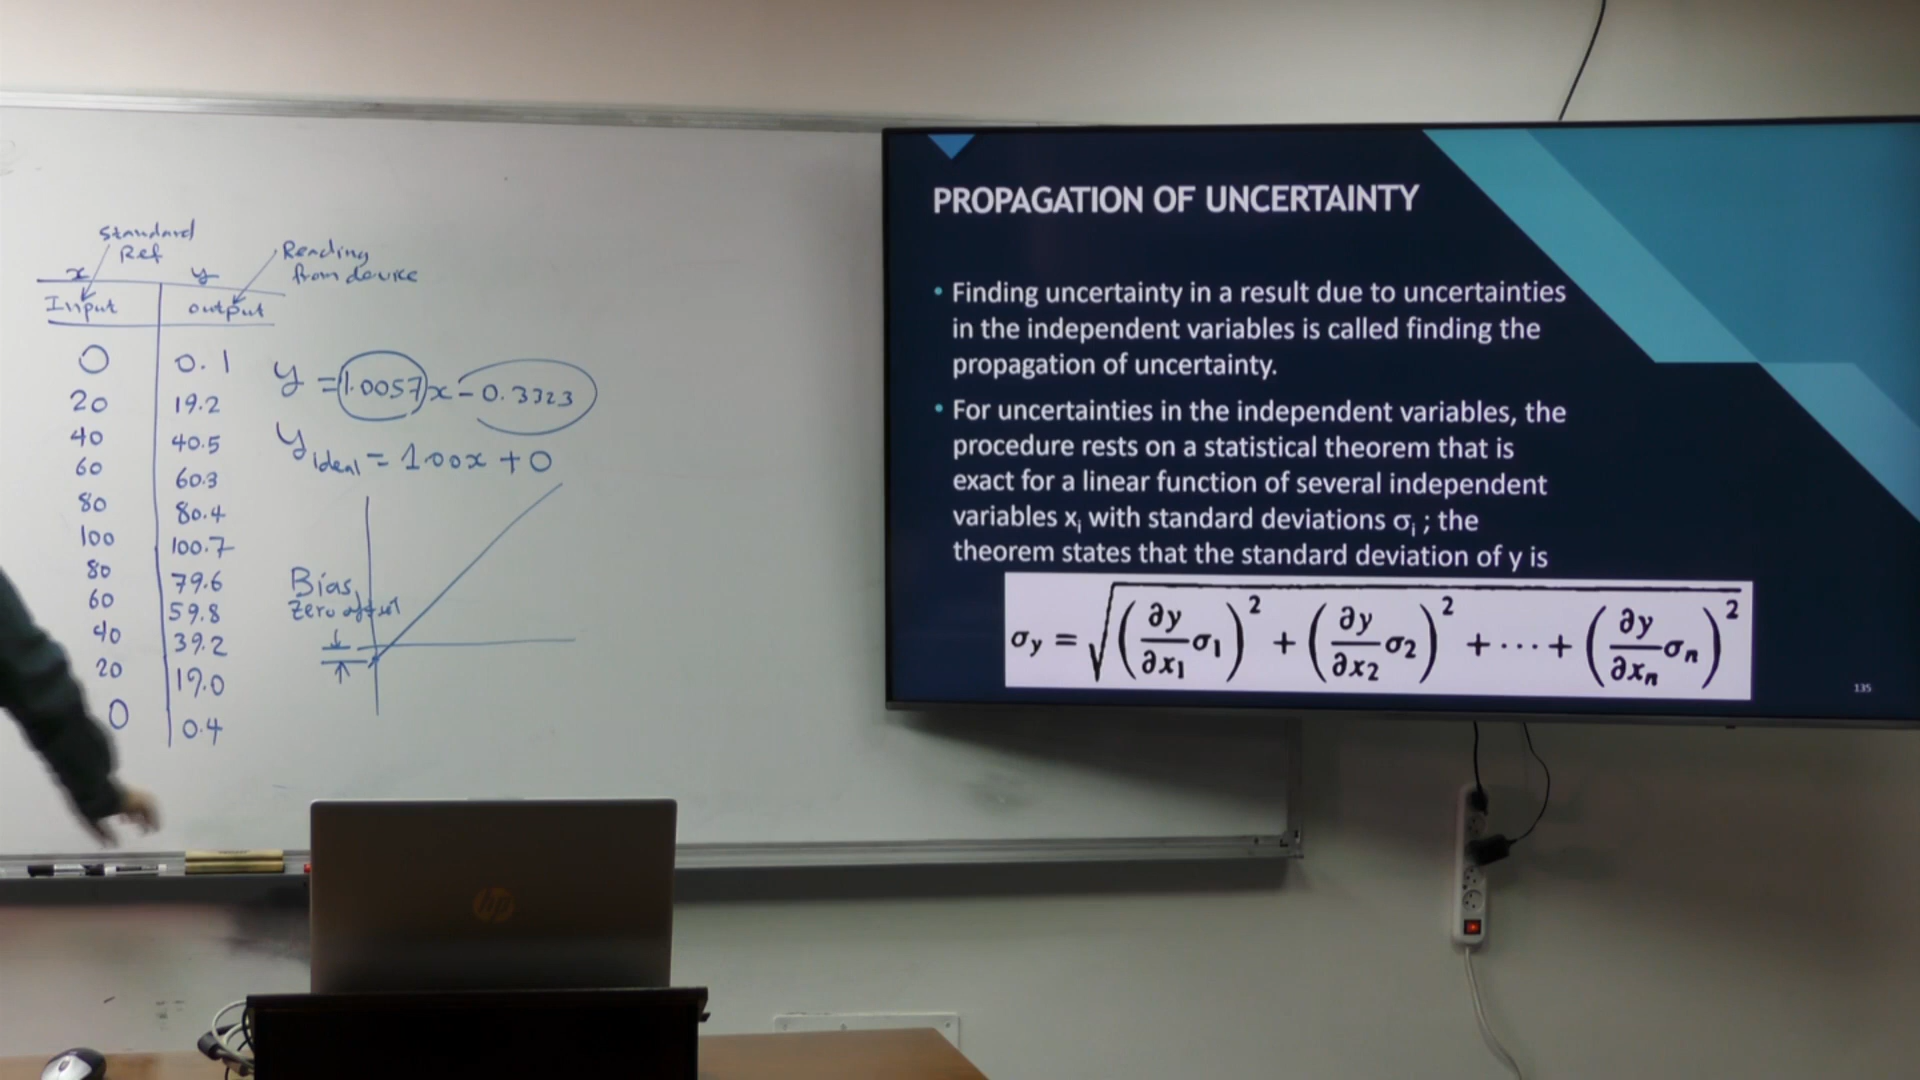 Standard
Ref
Reading
from device
x y
Input output
0 0.1
20 19.2
40 40.5
60 60.3
80 80.4
100 100.7
80 79.6
60 59.8
40 39.2
20 19.0
0 0.4
y = 1.0057x - 0.3323
y ideal = 1.00x + 0
Bias,
Zero offset
hp
PROPAGATION OF UNCERTAINTY
• Finding uncertainty in a result due to uncertainties
in the independent variables is called finding the
propagation of uncertainty.
• For uncertainties in the independent variables, the
procedure rests on a statistical theorem that is
exact for a linear function of several independent
variables xᵢ with standard deviations σᵢ ; the
theorem states that the standard deviation of y is
σy = √((∂y/∂x₁ σ₁)² + (∂y/∂x₂ σ₂)² + ··· + (∂y/∂xₙ σₙ)²)
135